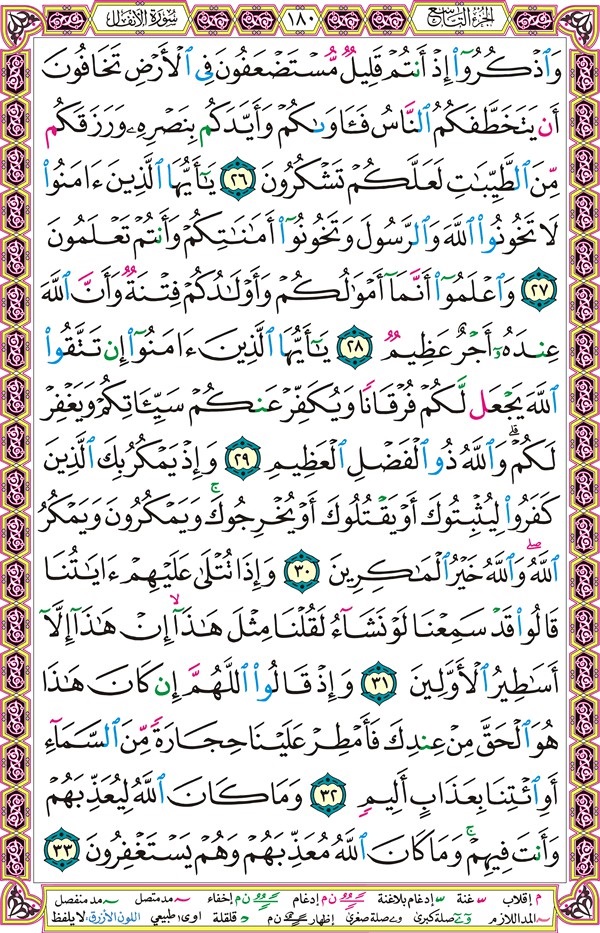 الجزء التاسع ١٨٠ سورة الأنفال
وَٱذْكُرُوٓا۟ إِذْ أَنتُمْ قَلِيلٌ مُّسْتَضْعَفُونَ فِى ٱلْأَرْضِ تَخَافُونَ
أَن يَتَخَطَّفَكُمُ ٱلنَّاسُ فَـَٔاوَىٰكُمْ وَأَيَّدَكُم بِنَصْرِهِۦ وَرَزَقَكُم
مِّنَ ٱلطَّيِّبَٰتِ لَعَلَّكُمْ تَشْكُرُونَ ٢٦ يَٰٓأَيُّهَا ٱلَّذِينَ ءَامَنُوا۟
لَا تَخُونُوا۟ ٱللَّهَ وَٱلرَّسُولَ وَتَخُونُوٓا۟ أَمَٰنَٰتِكُمْ وَأَنتُمْ تَعْلَمُونَ
٢٧ وَٱعْلَمُوٓا۟ أَنَّمَآ أَمْوَٰلُكُمْ وَأَوْلَٰدُكُمْ فِتْنَةٌ وَأَنَّ ٱللَّهَ
عِندَهُۥٓ أَجْرٌ عَظِيمٌ ٢٨ يَٰٓأَيُّهَا ٱلَّذِينَ ءَامَنُوٓا۟ إِن تَتَّقُوا۟
ٱللَّهَ يَجْعَل لَّكُمْ فُرْقَانًا وَيُكَفِّرْ عَنكُمْ سَيِّـَٔاتِكُمْ وَيَغْفِرْ
لَكُمْ ۗ وَٱللَّهُ ذُو ٱلْفَضْلِ ٱلْعَظِيمِ ٢٩ وَإِذْ يَمْكُرُ بِكَ ٱلَّذِينَ
كَفَرُوا۟ لِيُثْبِتُوكَ أَوْ يَقْتُلُوكَ أَوْ يُخْرِجُوكَ ۚ وَيَمْكُرُونَ وَيَمْكُرُ
ٱللَّهُ ۖ وَٱللَّهُ خَيْرُ ٱلْمَٰكِرِينَ ٣٠ وَإِذَا تُتْلَىٰ عَلَيْهِمْ ءَايَٰتُنَا
قَالُوا۟ قَدْ سَمِعْنَا لَوْ نَشَآءُ لَقُلْنَا مِثْلَ هَٰذَآ ۙ إِنْ هَٰذَآ إِلَّآ
أَسَٰطِيرُ ٱلْأَوَّلِينَ ٣١ وَإِذْ قَالُوا۟ ٱللَّهُمَّ إِن كَانَ هَٰذَا
هُوَ ٱلْحَقَّ مِنْ عِندِكَ فَأَمْطِرْ عَلَيْنَا حِجَارَةً مِّنَ ٱلسَّمَآءِ
أَوِ ٱئْتِنَا بِعَذَابٍ أَلِيمٍ ٣٢ وَمَا كَانَ ٱللَّهُ لِيُعَذِّبَهُمْ
وَأَنتَ فِيهِمْ ۚ وَمَا كَانَ ٱللَّهُ مُعَذِّبَهُمْ وَهُمْ يَسْتَغْفِرُونَ ٣٣
م إقلاب غنة إدغام بلاغنة ن م إدغام ن م إخفاء مد متصل مد منفصل
المد اللازم صلة كبرى صلة صغرى إظهار ن م قلقلة اوى: طبيعي اللون الأزرق: لا يلفظ